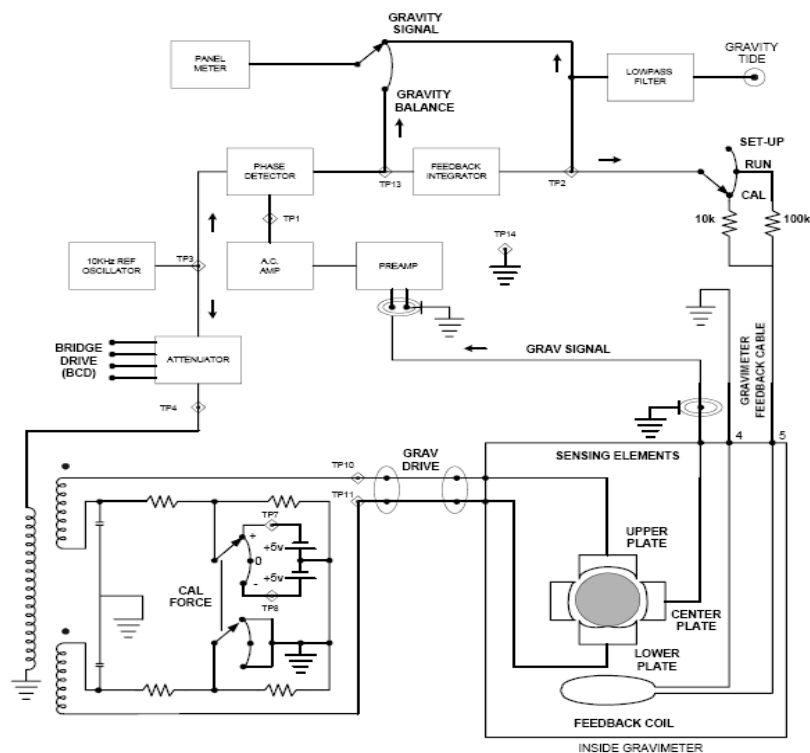 GRAVITY
SIGNAL
PANEL
METER
GRAVITY
BALANCE
LOWPASS
FILTER
GRAVITY
TIDE
PHASE
DETECTOR
TP13
FEEDBACK
INTEGRATOR
TP2
SET-UP
RUN
CAL
10k
100k
TP1
10KHz REF
OSCILLATOR
TP3
A.C.
AMP
PREAMP
TP14
BRIDGE
DRIVE
(BCD)
ATTENUATOR
TP4
GRAV SIGNAL
GRAVIMETER
FEEDBACK CABLE
4
5
TP10
TP11
GRAV
DRIVE
SENSING ELEMENTS
TP7
+
+5v
0
+5v
-
TP8
CAL
FORCE
UPPER
PLATE
CENTER
PLATE
LOWER
PLATE
FEEDBACK COIL
INSIDE GRAVIMETER